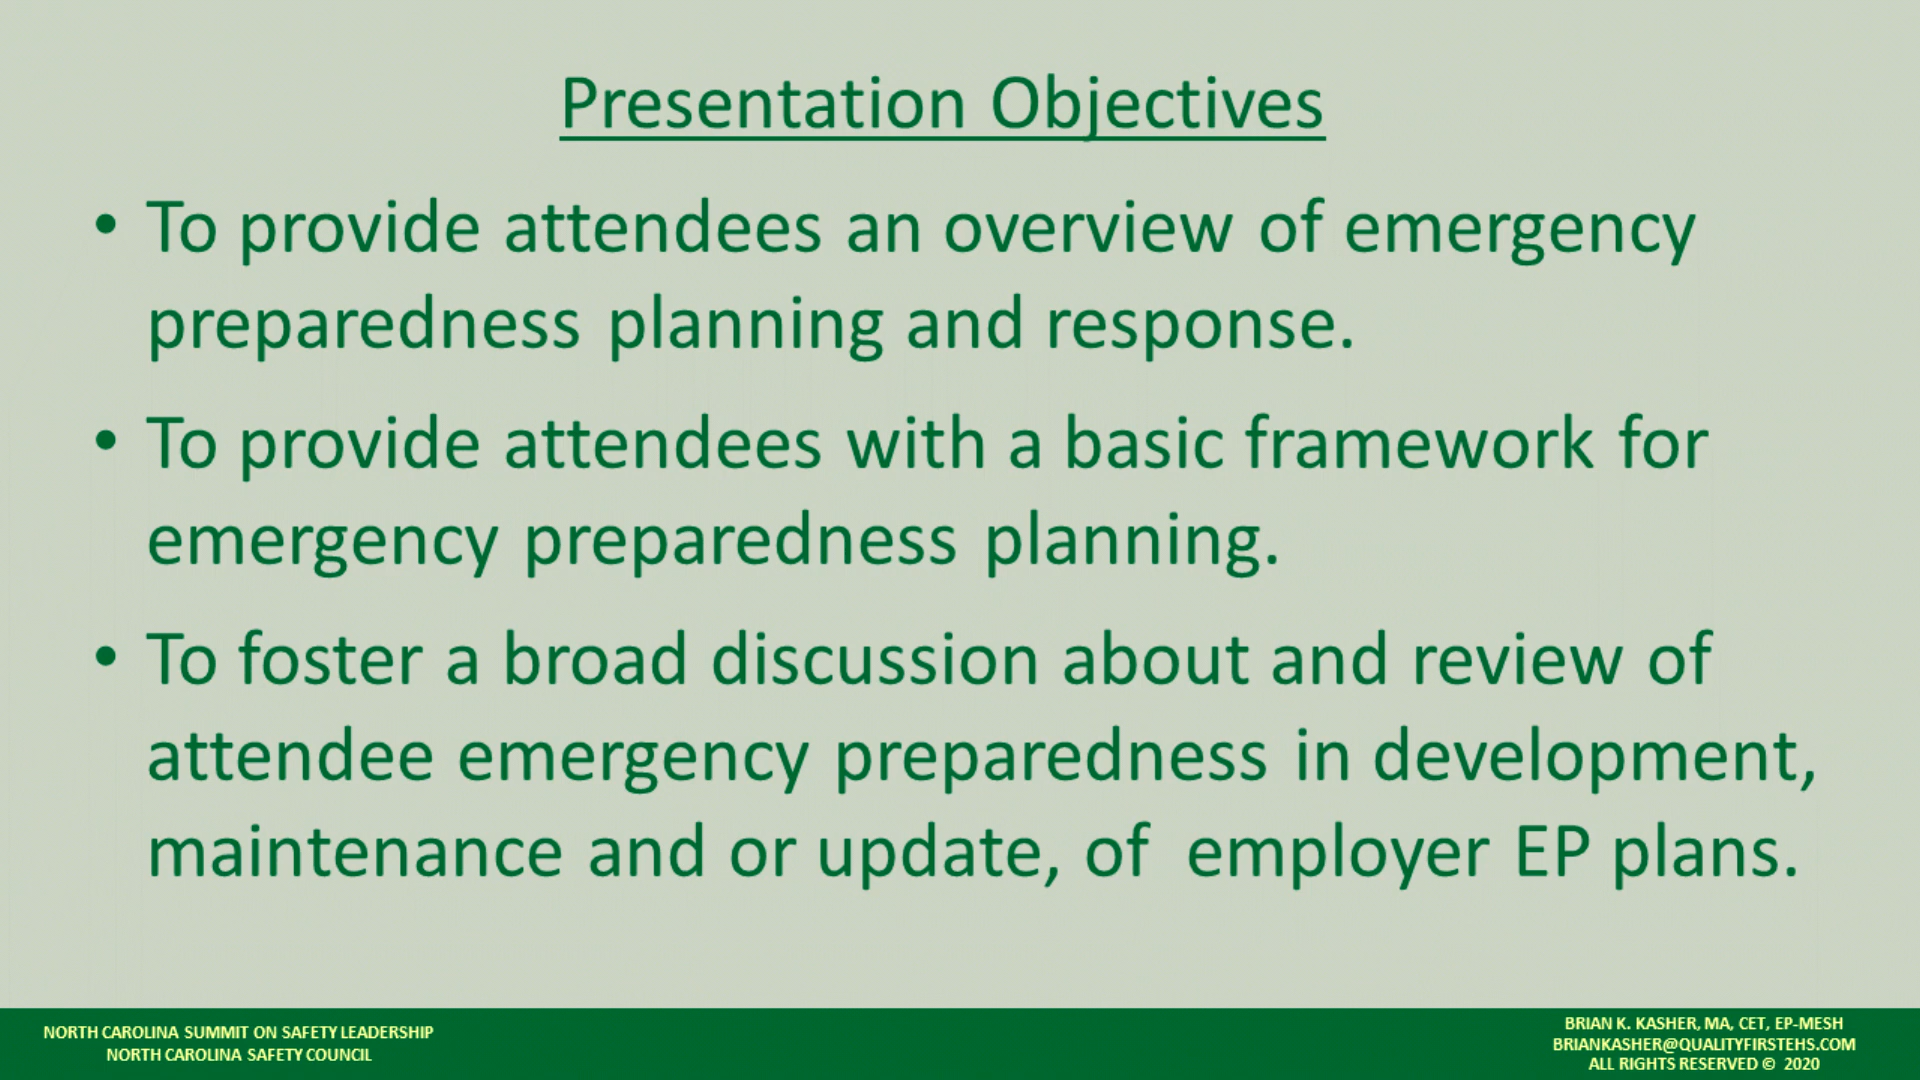 Presentation Objectives
• To provide attendees an overview of emergency
preparedness planning and response.
• To provide attendees with a basic framework for
emergency preparedness planning.
• To foster a broad discussion about and review of
attendee emergency preparedness in development,
maintenance and or update, of  employer EP plans.
NORTH CAROLINA SUMMIT ON SAFETY LEADERSHIP
NORTH CAROLINA SAFETY COUNCIL
BRIAN K. KASHER, MA, CET, EP-MESH
BRIANKASHER@QUALITYFIRSTEHS.COM
ALL RIGHTS RESERVED © 2020